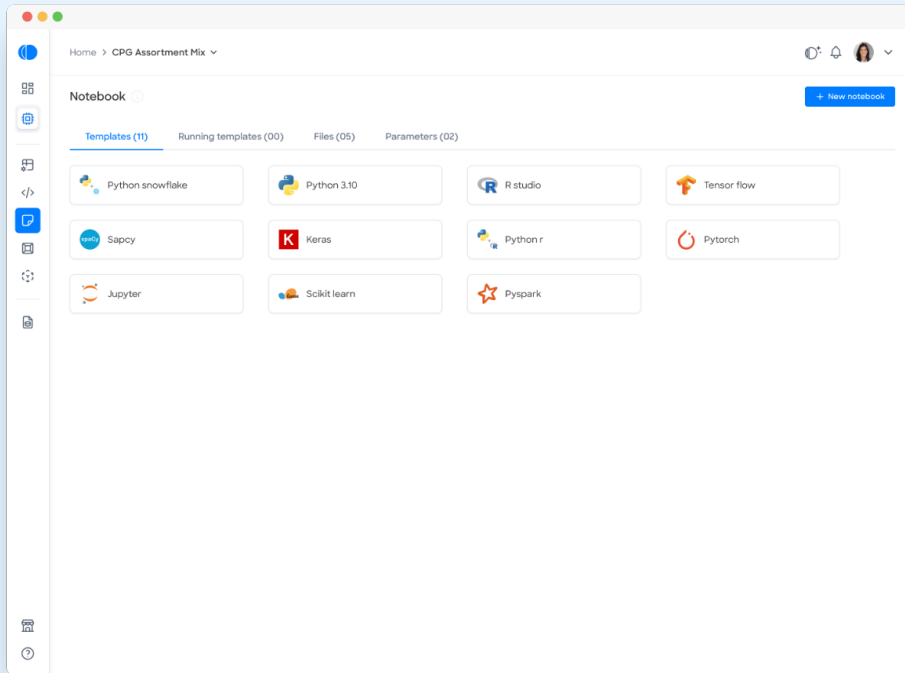 Home > CPG Assortment Mix
Notebook
+ New notebook
Templates (11) Running templates (00) Files (05) Parameters (02)
Python snowflake Python 3.10 R studio Tensor flow
spaCy Sapcy K Keras Python r Pytorch
Jupyter Scikit learn Pyspark